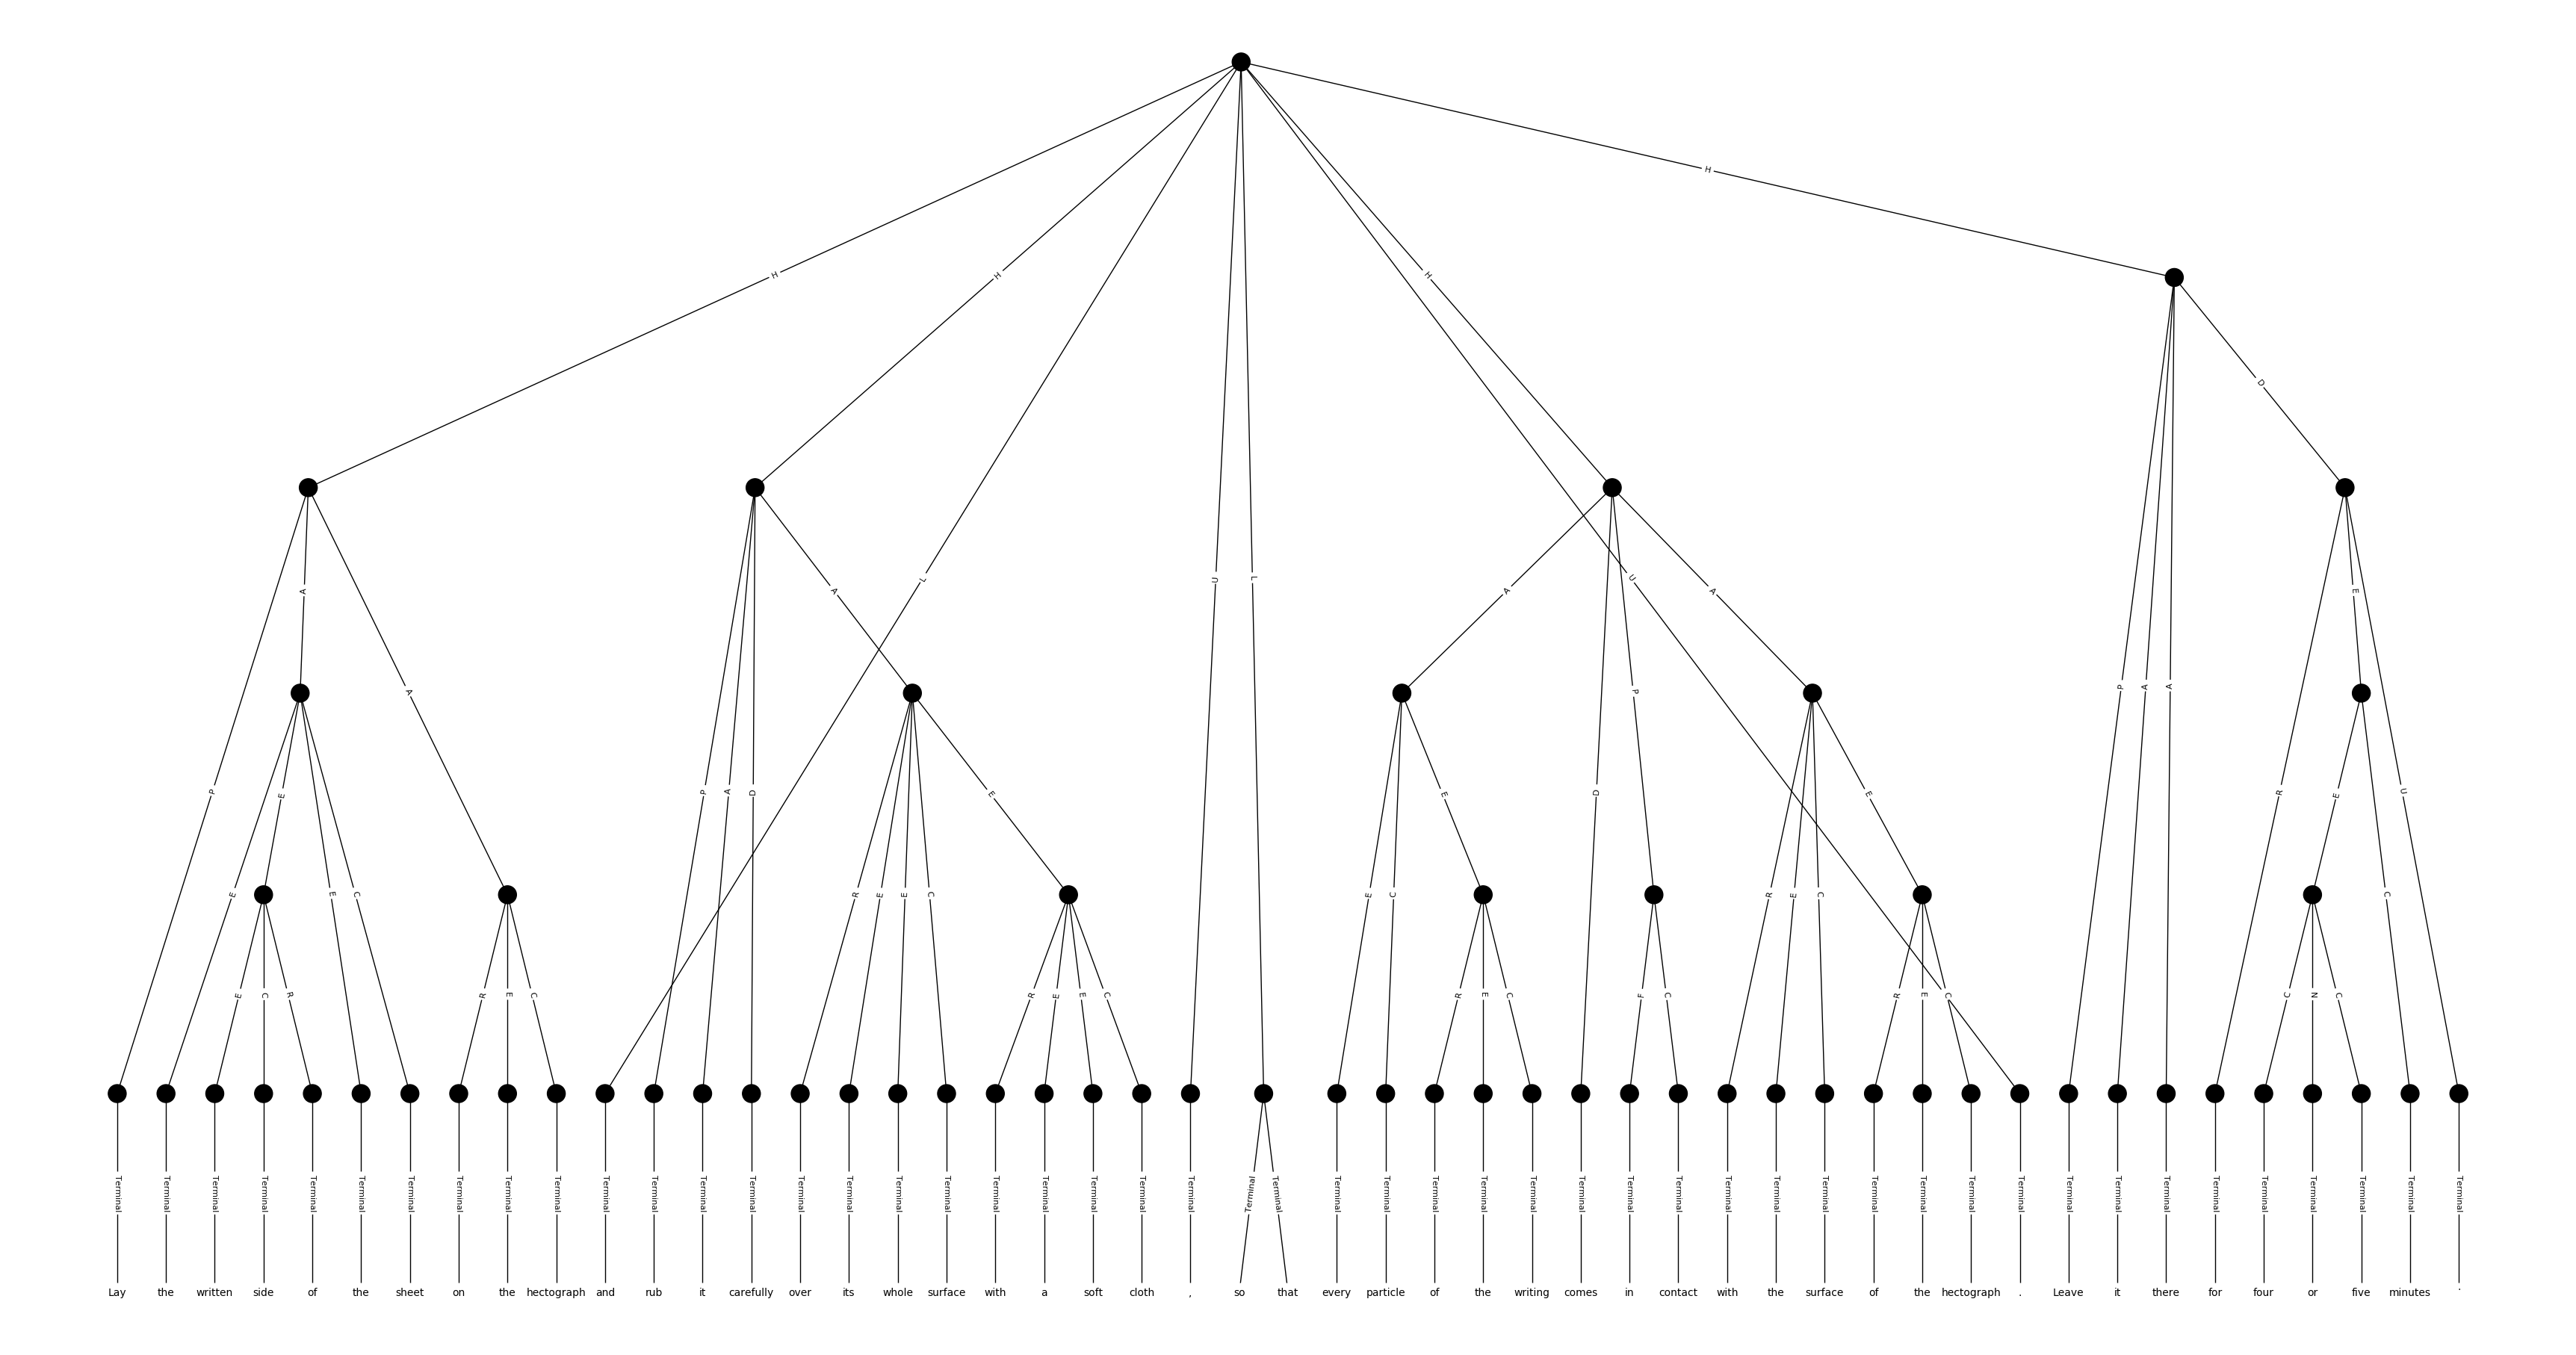 H
H H H
L U L U D
A A A P A E
P A P A D P A A
E E R E D E R E U
E E C R E E C E C R E C C
E C R R E C R E E C R E C F C R E C C N C
Terminal Terminal Terminal Terminal Terminal Terminal Terminal Terminal Terminal Terminal Terminal Terminal Terminal Terminal Terminal Terminal Terminal Terminal Terminal Terminal Terminal Terminal Terminal Terminal Terminal Terminal Terminal Terminal Terminal Terminal Terminal Terminal Terminal Terminal Terminal Terminal Terminal Terminal Terminal Terminal Terminal Terminal Terminal Terminal Terminal Terminal Terminal Terminal Terminal
Lay the written side of the sheet on the hectograph and rub it carefully over its whole surface with a soft cloth , so that every particle of the writing comes in contact with the surface of the hectograph . Leave it there for four or five minutes .